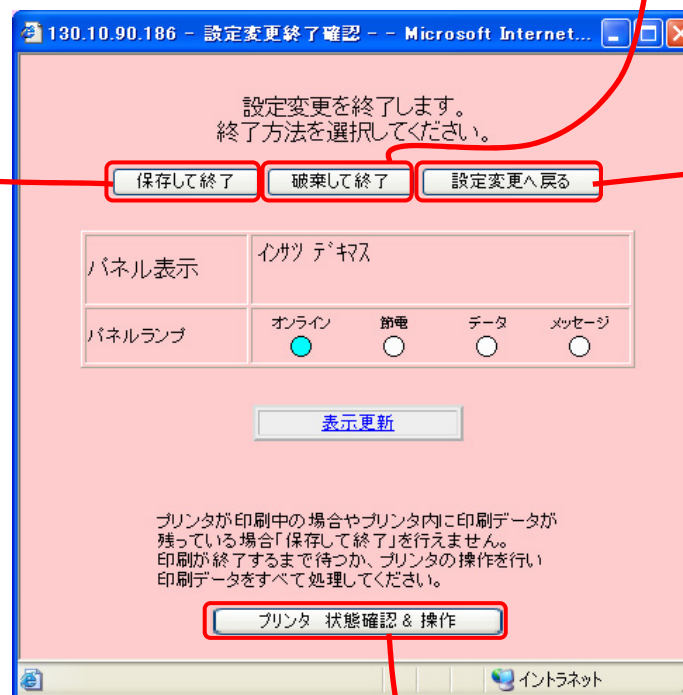 130.10.90.186 - 設定変更終了確認 - - Microsoft Internet...
設定変更を終了します。
終了方法を選択してください。
保存して終了 破棄して終了 設定変更へ戻る
パネル表示 インサツ デキマス
パネルランプ オンライン 節電 データ メッセージ
表示更新
プリンタが印刷中の場合やプリンタ内に印刷データが
残っている場合「保存して終了」を行えません。
印刷が終了するまで待つか、プリンタの操作を行い
印刷データをすべて処理してください。
プリンタ 状態確認 & 操作
イントラネット